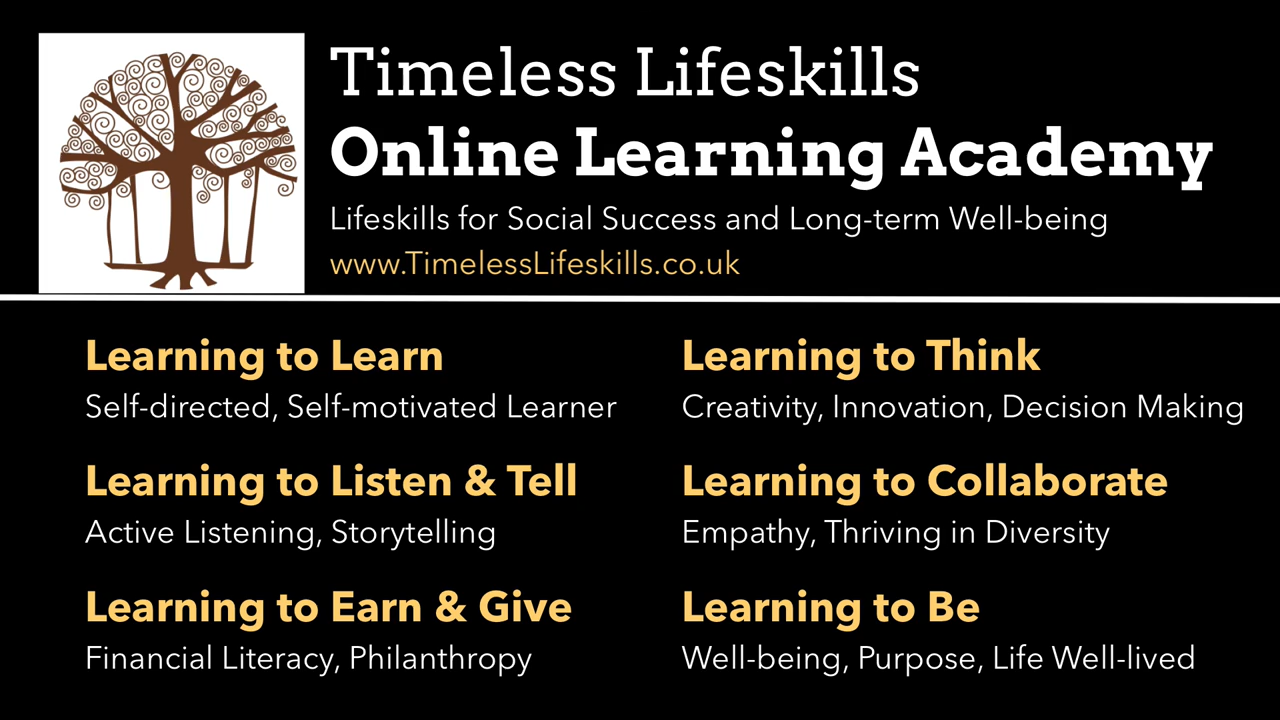 Timeless Lifeskills
Online Learning Academy
Lifeskills for Social Success and Long-term Well-being
www.TimelessLifeskills.co.uk
Learning to Learn
Self-directed, Self-motivated Learner
Learning to Think
Creativity, Innovation, Decision Making
Learning to Listen & Tell
Active Listening, Storytelling
Learning to Collaborate
Empathy, Thriving in Diversity
Learning to Earn & Give
Financial Literacy, Philanthropy
Learning to Be
Well-being, Purpose, Life Well-lived